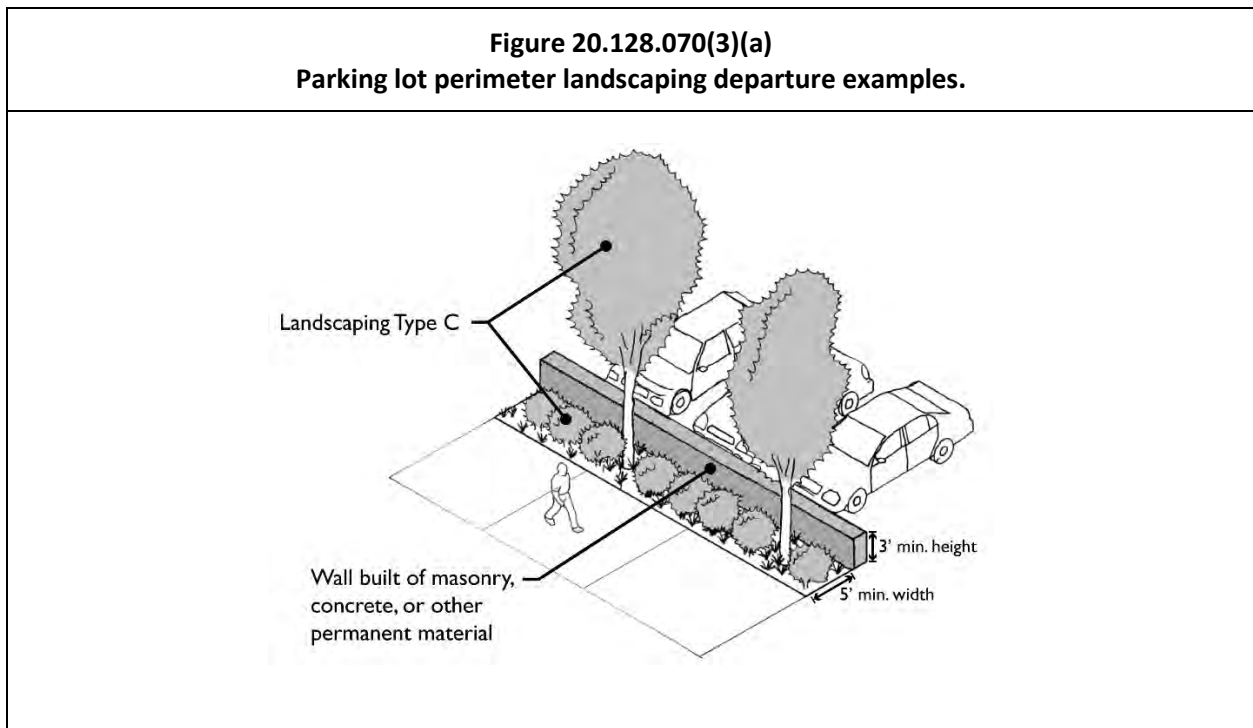 Figure 20.128.070(3)(a)
Parking lot perimeter landscaping departure examples.
Landscaping Type C
3' min. height
5' min. width
Wall built of masonry,
concrete, or other
permanent material